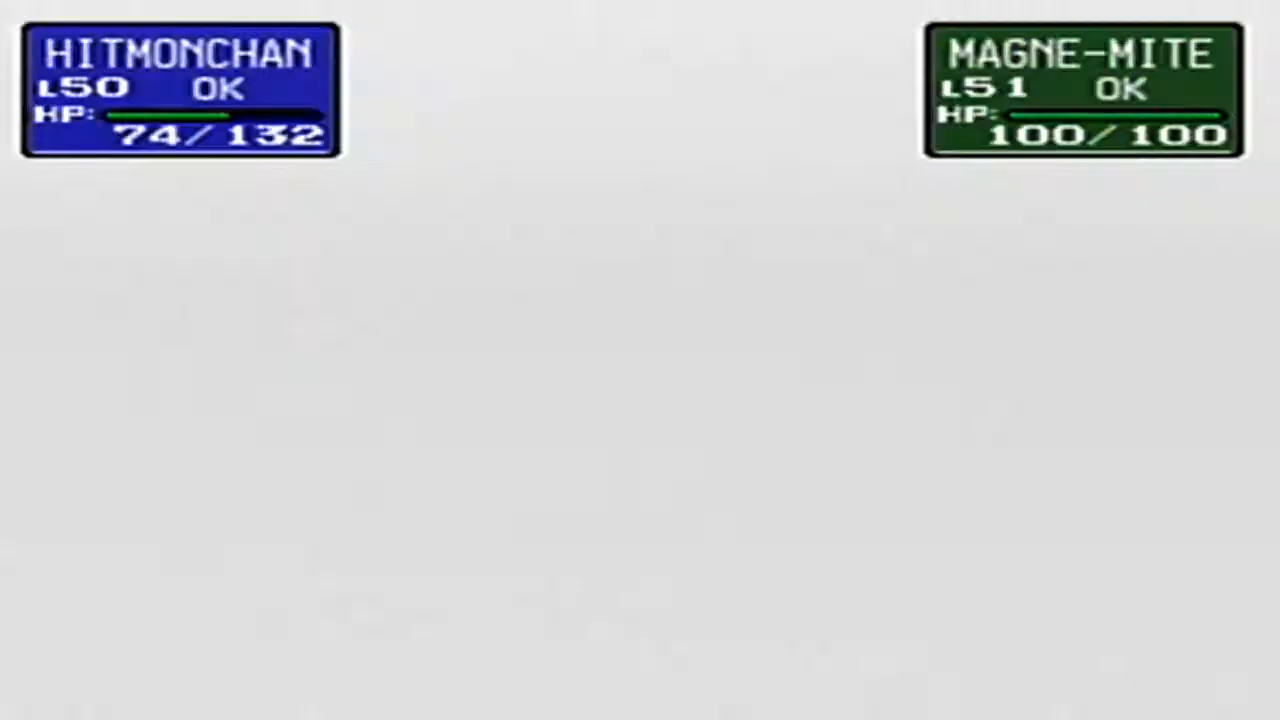 HITMONCHAN
L50 OK
HP:
74/132
MAGNE-MITE
L51 OK
HP:
100/100